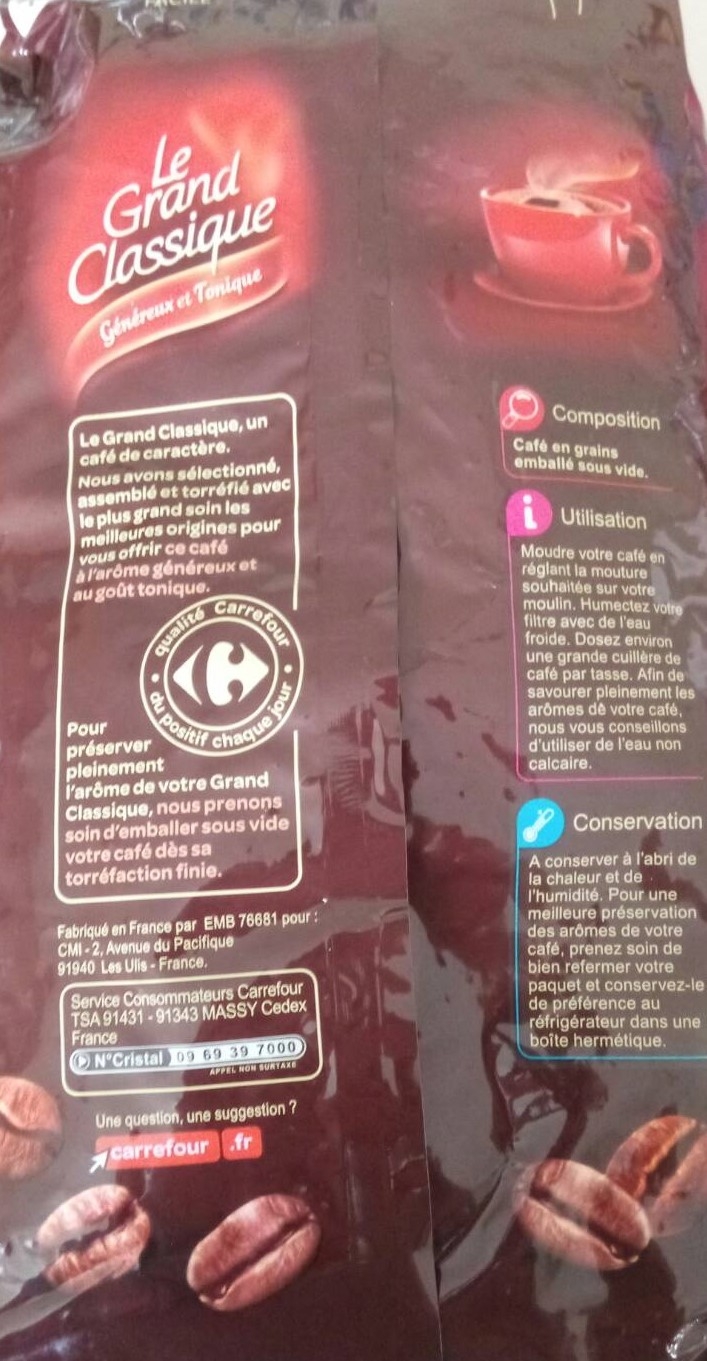 Le
Grand
Classique
Généreux et Tonique
Le Grand Classique, un
café de caractère.
Nous avons sélectionné,
assemblé et torréfié avec
le plus grand soin les
meilleures origines pour
vous offrir ce café
à l'arôme généreux et
au goût tonique.
qualité Carrefour
du positif chaque jour
Pour
préserver
pleinement
l'arôme de votre Grand
Classique, nous prenons
soin d'emballer sous vide
votre café dès sa
torréfaction finie.
Fabriqué en France par EMB 76681 pour :
CMI - 2, Avenue du Pacifique
91940 Les Ulis - France.
Service Consommateurs Carrefour
TSA 91431 - 91343 MASSY Cedex
France
N°Cristal 09 69 39 7000
APPEL NON SURTAXE
Une question, une suggestion ?
carrefour .fr
Composition
Café en grains
emballé sous vide.
i Utilisation
Moudre votre café en
réglant la mouture
souhaitée sur votre
moulin. Humectez votre
filtre avec de l'eau
froide. Dosez environ
une grande cuillère de
café par tasse. Afin de
savourer pleinement les
arômes de votre café,
nous vous conseillons
d'utiliser de l'eau non
calcaire.
Conservation
A conserver à l'abri de
la chaleur et de
l'humidité. Pour une
meilleure préservation
des arômes de votre
café, prenez soin de
bien refermer votre
paquet et conservez-le
de préférence au
réfrigérateur dans une
boîte hermétique.